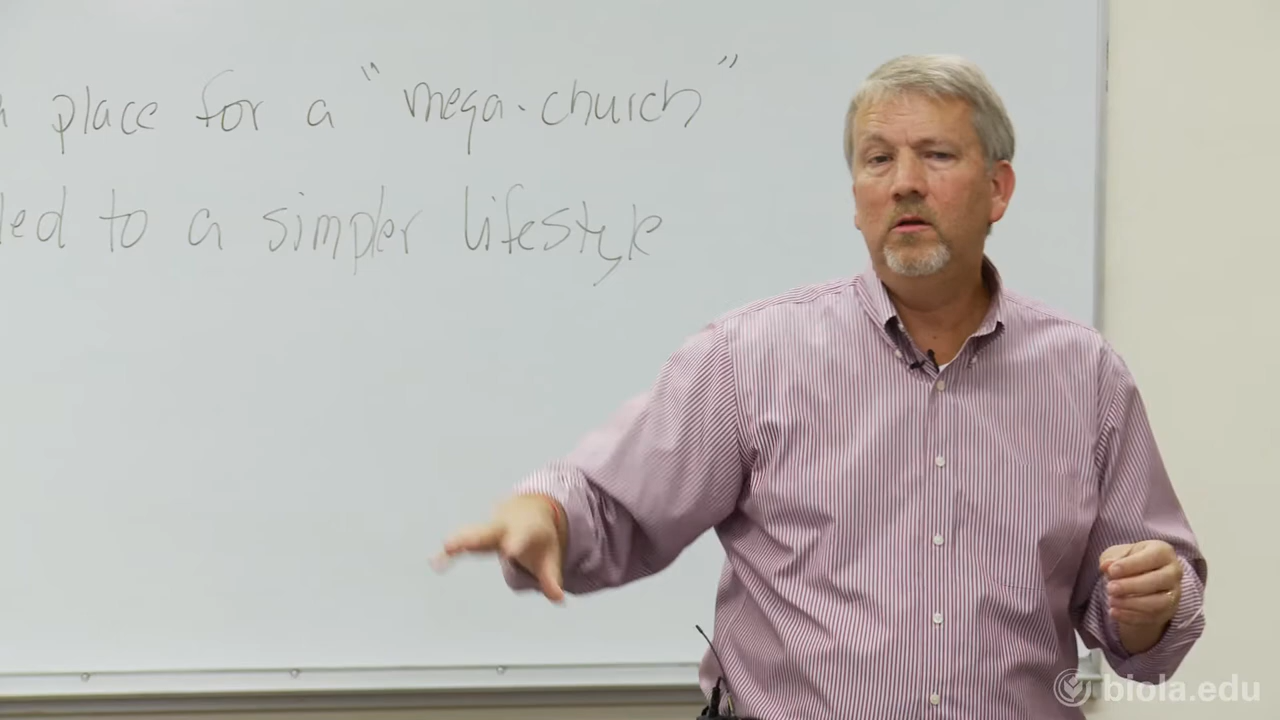 place for a "mega-church"
to a simpler lifestyle
biola.edu